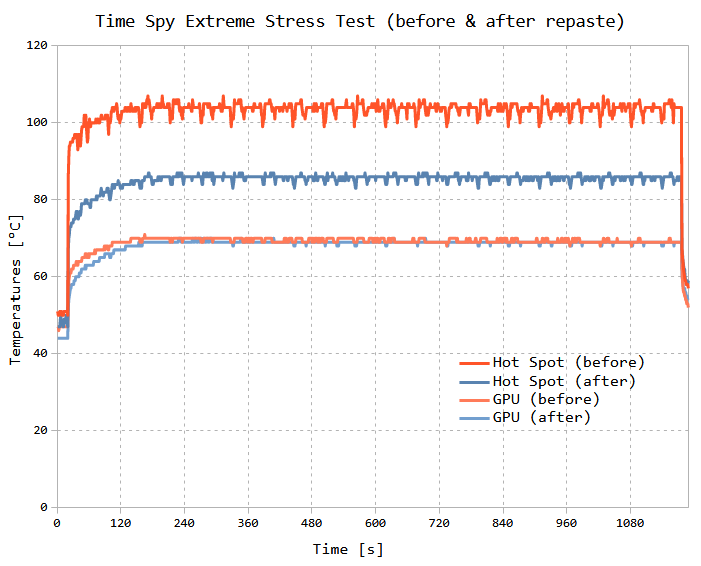 Time Spy Extreme Stress Test (before & after repaste)
120
100
80
60
40
20
0
Temperatures [°C]
Hot Spot (before)
Hot Spot (after)
GPU (before)
GPU (after)
0 120 240 360 480 600 720 840 960 1080
Time [s]